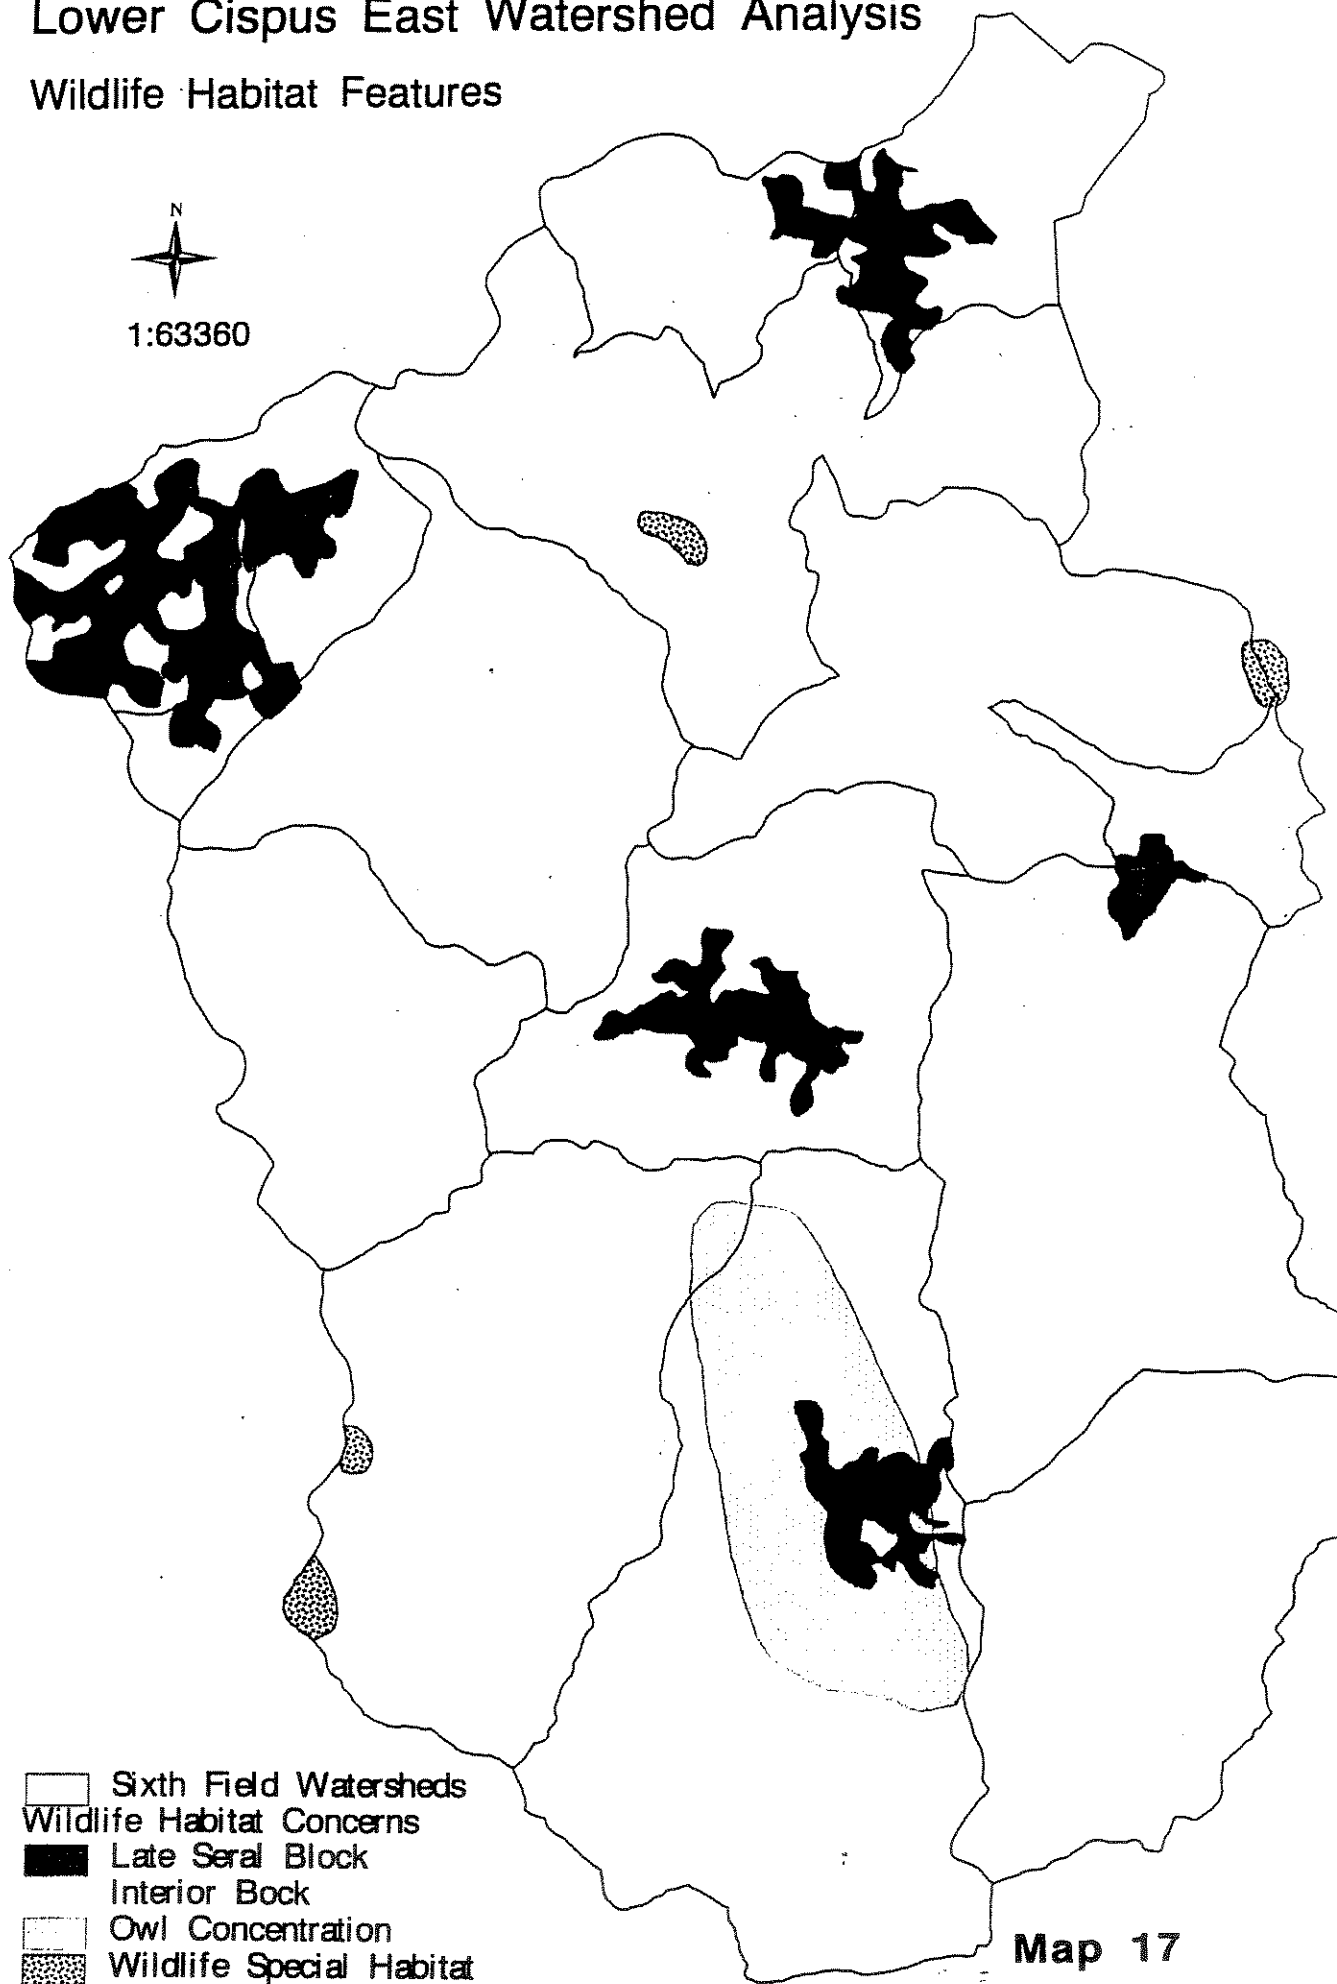 Lower Cispus East Watershed Analysis
Wildlife Habitat Features
N
1:63360
Sixth Field Watersheds
Wildlife Habitat Concerns
Late Seral Block
Interior Bock
Owl Concentration
Wildlife Special Habitat
Map 17